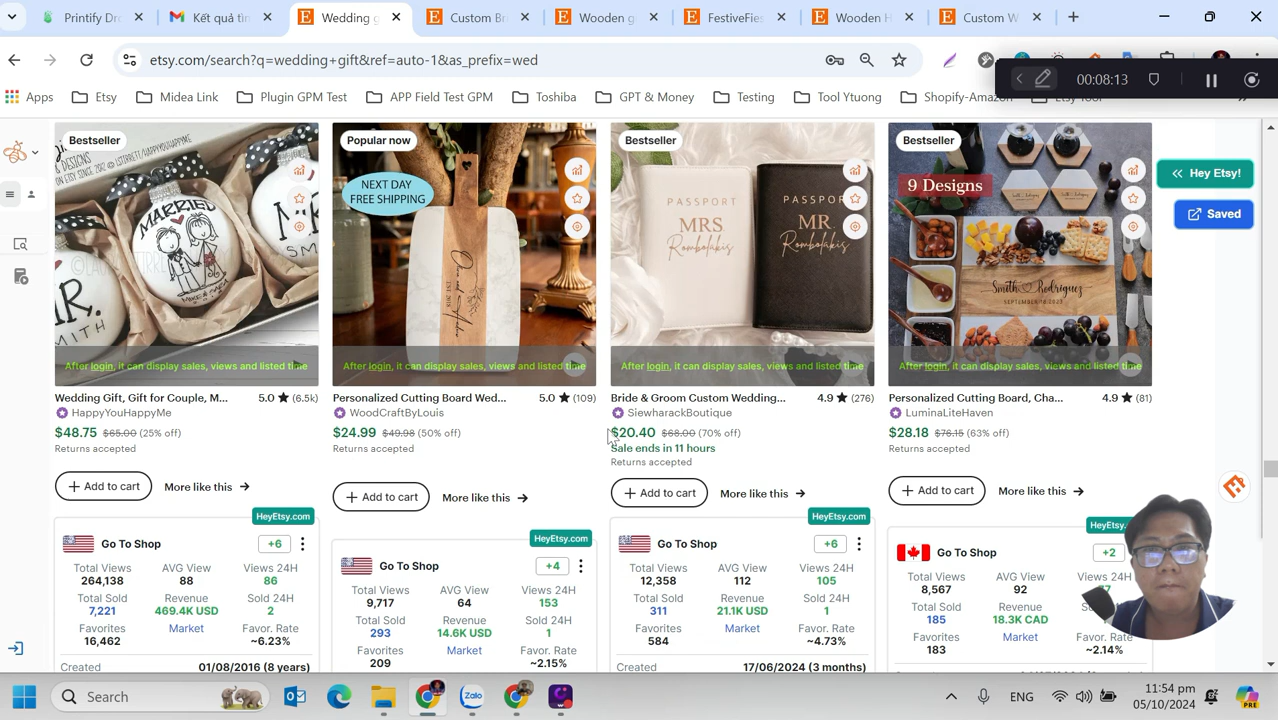 Printify Dr
Kết quả tì
Wedding g
Custom B
Wooden g
FestiveFies
Wooden H
Custom W
etsy.com/search?q=wedding+gift&ref=auto-1&as_prefix=wed
00:08:13
Apps
Etsy
Midea Link
Plugin GPM Test
APP Field Test GPM
Toshiba
GPT & Money
Testing
Tool Ytuong
Shopify-Amazo
Bestseller
Popular now
Bestseller
Bestseller
Hey Etsy!
Saved
NEXT DAY
FREE SHIPPING
MARRIED
PASSPORT
MRS
Rombolakis
PASSPORT
MR.
Rombolakis
9 Designs
Smith Rodriguez
After login, it can display sales, views and listed time
After login, it can display sales, views and listed time
After login, it can display sales, views and listed time
After login, it can display sales, views and listed time
Wedding Gift, Gift for Couple, M... 5.0 ★ (6.5k)
HappyYouHappyMe
$48.75 $65.00 (25% off)
Returns accepted
+ Add to cart More like this →
Personalized Cutting Board Wed... 5.0 ★ (109)
WoodCraftByLouis
$24.99 $49.98 (50% off)
Returns accepted
+ Add to cart More like this →
Bride & Groom Custom Wedding... 4.9 ★ (276)
SiewharackBoutique
$20.40 $68.00 (70% off)
Sale ends in 11 hours
Returns accepted
+ Add to cart More like this →
Personalized Cutting Board, Cha... 4.9 ★ (81)
LuminaLiteHaven
$28.18 $76.15 (63% off)
Returns accepted
+ Add to cart More like this →
HeyEtsy.com
Go To Shop +6
Total Views AVG View Views 24H
264,138 88 86
Total Sold Revenue Sold 24H
7,221 469.4K USD 2
Favorites Market Favor. Rate
16,462 ~6.23%
Created 01/08/2016 (8 years)
HeyEtsy.com
Go To Shop +4
Total Views AVG View Views 24H
9,717 64 153
Total Sold Revenue Sold 24H
293 14.6K USD 1
Favorites Market Favor. Rate
209 ~2.15%
HeyEtsy.com
Go To Shop +6
Total Views AVG View Views 24H
12,358 112 105
Total Sold Revenue Sold 24H
311 21.1K USD 1
Favorites Market Favor. Rate
584 ~4.73%
Created 17/06/2024 (3 months)
HeyEtsy
Go To Shop +2
Total Views AVG View
8,567 92
Total Sold Revenue
185 18.3K CAD
Favorites Market
183 ~2.14%
Search
ENG
11:54 pm
05/10/2024